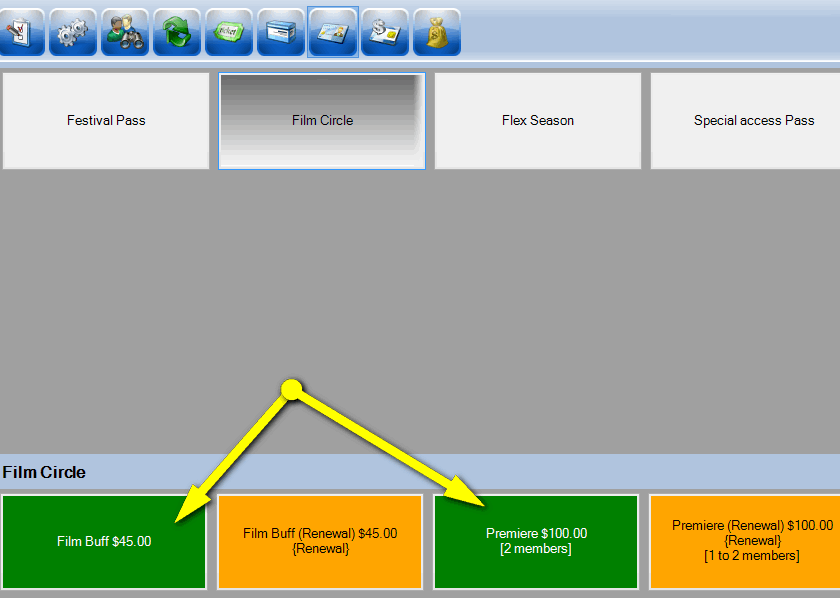 ticket
Festival Pass
Film Circle
Flex Season
Special access Pass
Film Circle
Film Buff $45.00
Film Buff (Renewal) $45.00
{Renewal}
Premiere $100.00
[2 members]
Premiere (Renewal) $100.00
{Renewal}
[1 to 2 members]